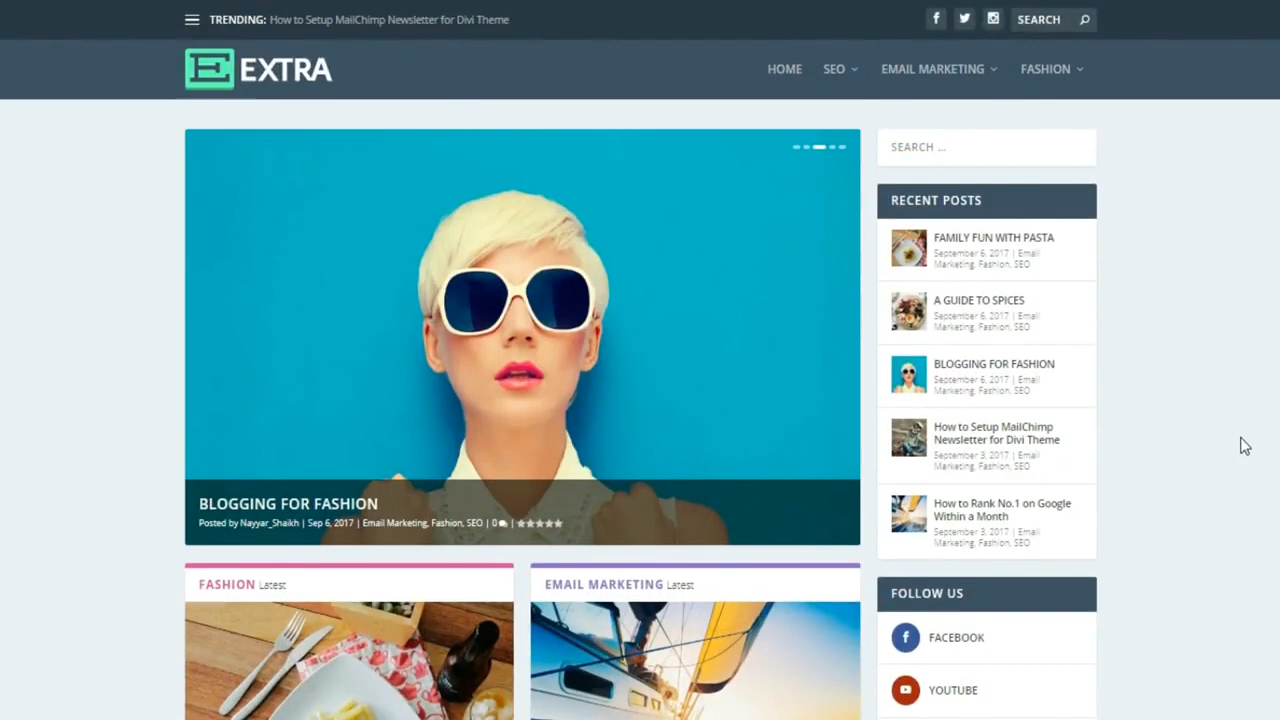 TRENDING: How to Setup MailChimp Newsletter for Divi Theme
SEARCH
E EXTRA
HOME SEO EMAIL MARKETING FASHION
SEARCH …
RECENT POSTS
FAMILY FUN WITH PASTA
September 6, 2017 | Email
Marketing, Fashion, SEO
A GUIDE TO SPICES
September 6, 2017 | Email
Marketing, Fashion, SEO
BLOGGING FOR FASHION
September 6, 2017 | Email
Marketing, Fashion, SEO
How to Setup MailChimp
Newsletter for Divi Theme
September 3, 2017 | Email
Marketing, Fashion, SEO
How to Rank No.1 on Google
Within a Month
September 3, 2017 | Email
Marketing, Fashion, SEO
BLOGGING FOR FASHION
Posted by Nayyar_Shaikh | Sep 6, 2017 | Email Marketing, Fashion, SEO | 0 |
FASHION Latest
EMAIL MARKETING Latest
FOLLOW US
FACEBOOK
YOUTUBE